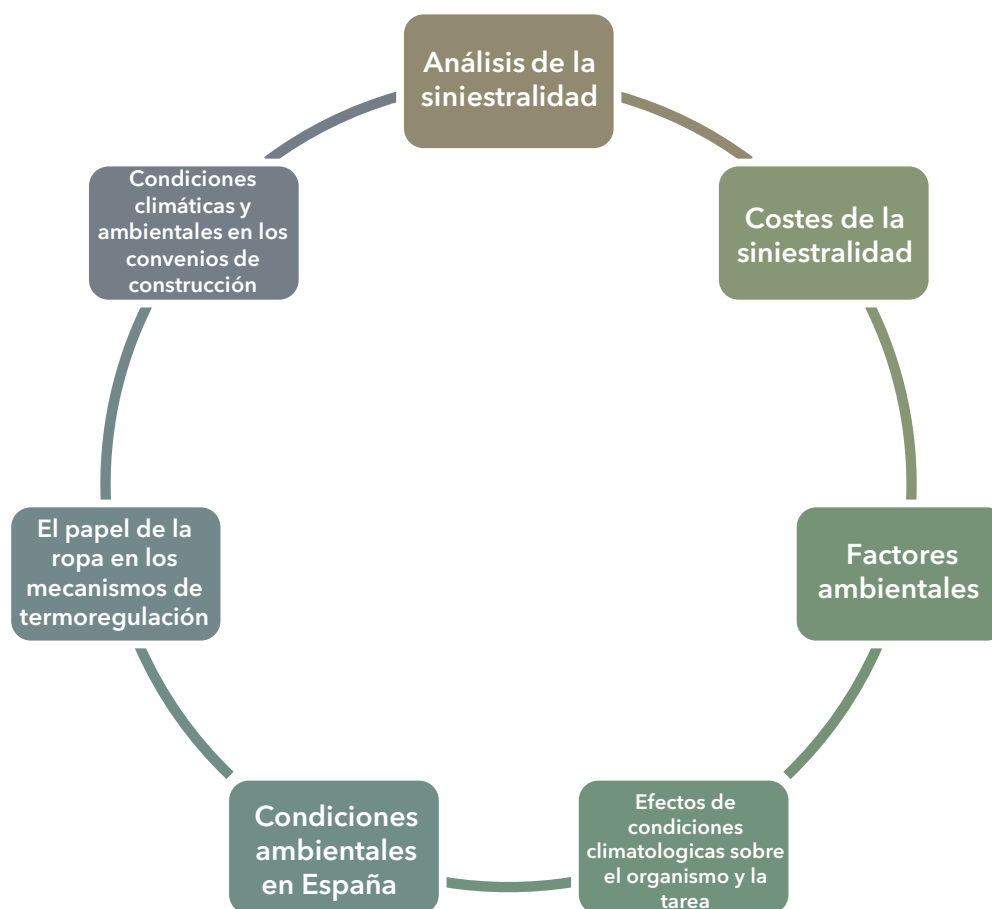 Análisis de la
siniestralidad
Costes de la
siniestralidad
Factores
ambientales
Efectos de
condiciones
climatologicas sobre
el organismo y la
tarea
Condiciones
ambientales
en España
El papel de la
ropa en los
mecanismos de
termoregulación
Condiciones
climáticas y
ambientales en los
convenios de
construcción